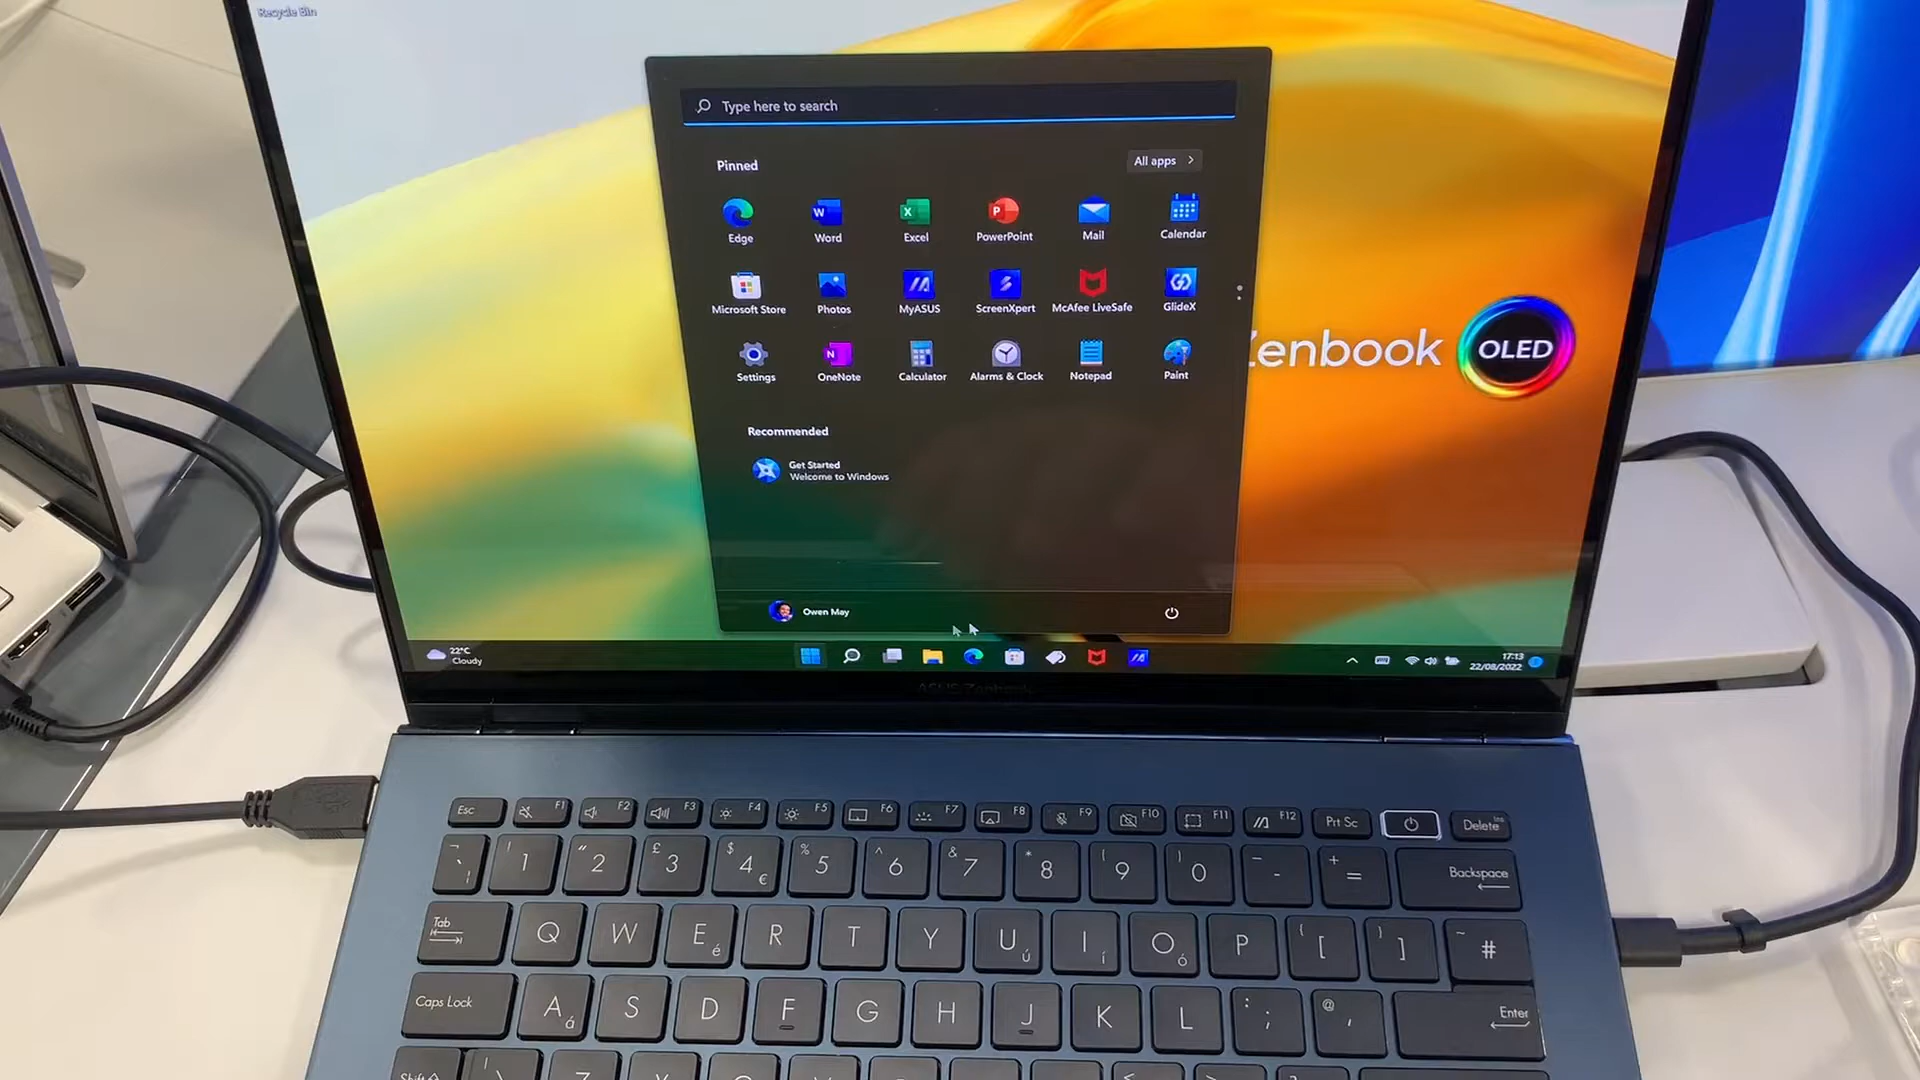 Recycle Bin
Type here to search
Pinned
All apps
Edge
Word
Excel
PowerPoint
Mail
Calendar
Microsoft Store
Photos
MyASUS
ScreenXpert
McAfee LiveSafe
GlideX
Settings
OneNote
Calculator
Alarms & Clock
Notepad
Paint
Zenbook
OLED
Recommended
Get Started
Welcome to Windows
Owen May
22°C
Cloudy
17:13
22/08/2022
ASUS Zenbook
Esc F1 F2 F3 F4 F5 F6 F7 F8 F9 F10 F11 F12 Prt Sc Delete Ins
¬ ` ¦ ! 1 " 2 £ 3 $ 4 € % 5 ^ 6 & 7 * 8 ( 9 ) 0 _ - + = Backspace
Tab Q W E é R T Y U ú I í O ó P { [ } ] ~ #
Caps Lock A á S D F G H J K L : ; @ ' Enter
Shift